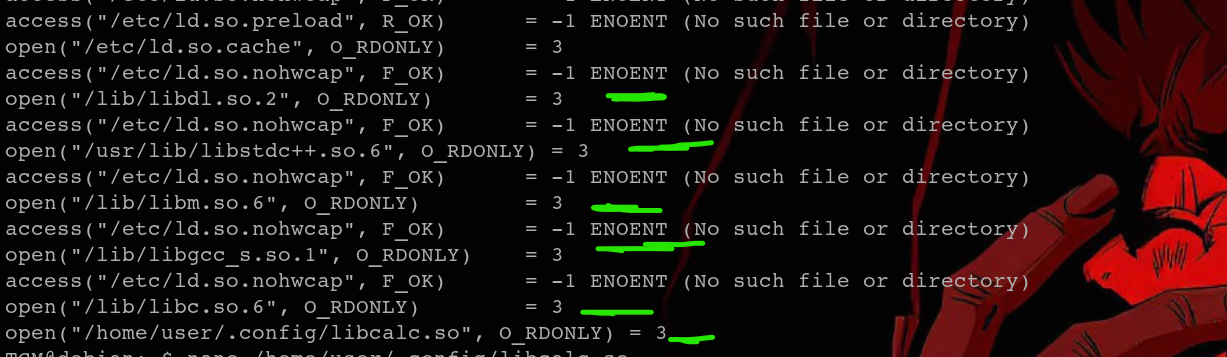 access("/etc/ld.so.nohwcap", F_OK)        = -1 ENOENT (No such file or directory)
access("/etc/ld.so.preload", R_OK)        = -1 ENOENT (No such file or directory)
open("/etc/ld.so.cache", O_RDONLY)        = 3
access("/etc/ld.so.nohwcap", F_OK)        = -1 ENOENT (No such file or directory)
open("/lib/libdl.so.2", O_RDONLY)         = 3
access("/etc/ld.so.nohwcap", F_OK)        = -1 ENOENT (No such file or directory)
open("/usr/lib/libstdc++.so.6", O_RDONLY) = 3
access("/etc/ld.so.nohwcap", F_OK)        = -1 ENOENT (No such file or directory)
open("/lib/libm.so.6", O_RDONLY)          = 3
access("/etc/ld.so.nohwcap", F_OK)        = -1 ENOENT (No such file or directory)
open("/lib/libgcc_s.so.1", O_RDONLY)      = 3
access("/etc/ld.so.nohwcap", F_OK)        = -1 ENOENT (No such file or directory)
open("/lib/libc.so.6", O_RDONLY)          = 3
open("/home/user/.config/libcalc.so", O_RDONLY) = 3
TCM@debian:~$ nano /home/user/.config/libcalc.so